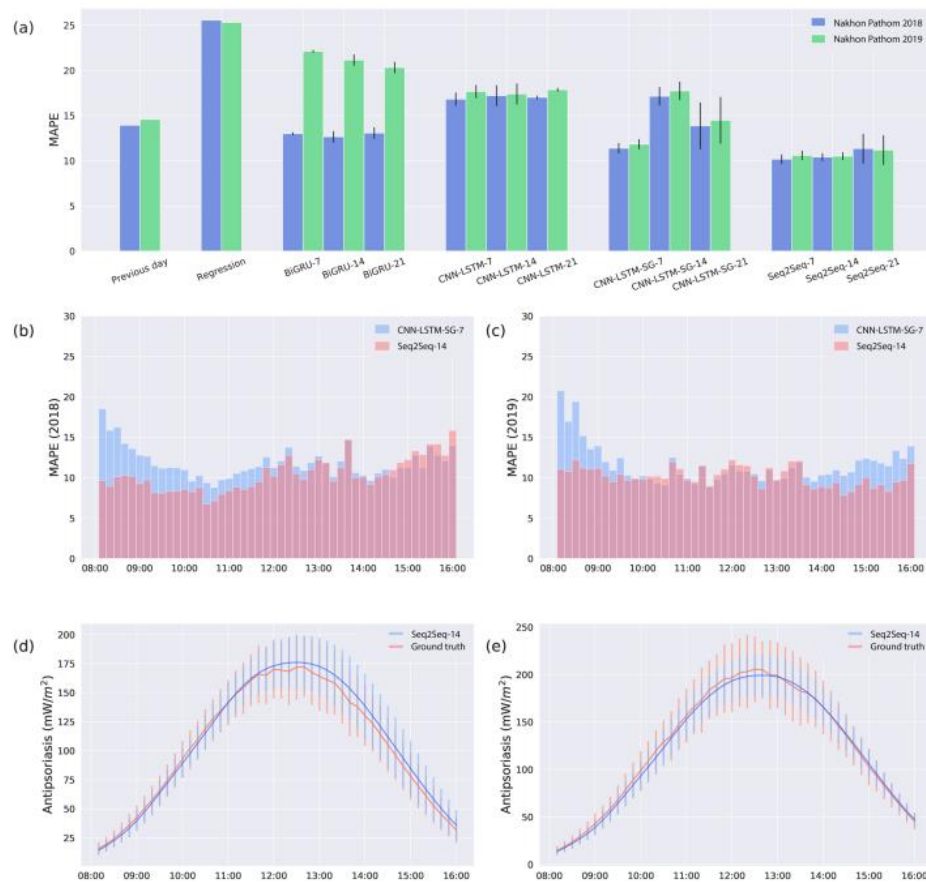 (a)
MAPE
25
20
15
10
5
0
Nakhon Pathom 2018
Nakhon Pathom 2019
Previous day
Regression
BiGRU-7
BiGRU-14
BiGRU-21
CNN-LSTM-7
CNN-LSTM-14
CNN-LSTM-21
CNN-LSTM-SG-7
CNN-LSTM-SG-14
CNN-LSTM-SG-21
Seq2Seq-7
Seq2Seq-14
Seq2Seq-21
(b)
MAPE (2018)
30
25
20
15
10
5
0
CNN-LSTM-SG-7
Seq2Seq-14
08:00 09:00 10:00 11:00 12:00 13:00 14:00 15:00 16:00
(c)
MAPE (2019)
30
25
20
15
10
5
0
CNN-LSTM-SG-7
Seq2Seq-14
08:00 09:00 10:00 11:00 12:00 13:00 14:00 15:00 16:00
(d)
Antipsoriasis (mW/m²)
200
175
150
125
100
75
50
25
Seq2Seq-14
Ground truth
08:00 09:00 10:00 11:00 12:00 13:00 14:00 15:00 16:00
(e)
Antipsoriasis (mW/m²)
250
200
150
100
50
0
Seq2Seq-14
Ground truth
08:00 09:00 10:00 11:00 12:00 13:00 14:00 15:00 16:00